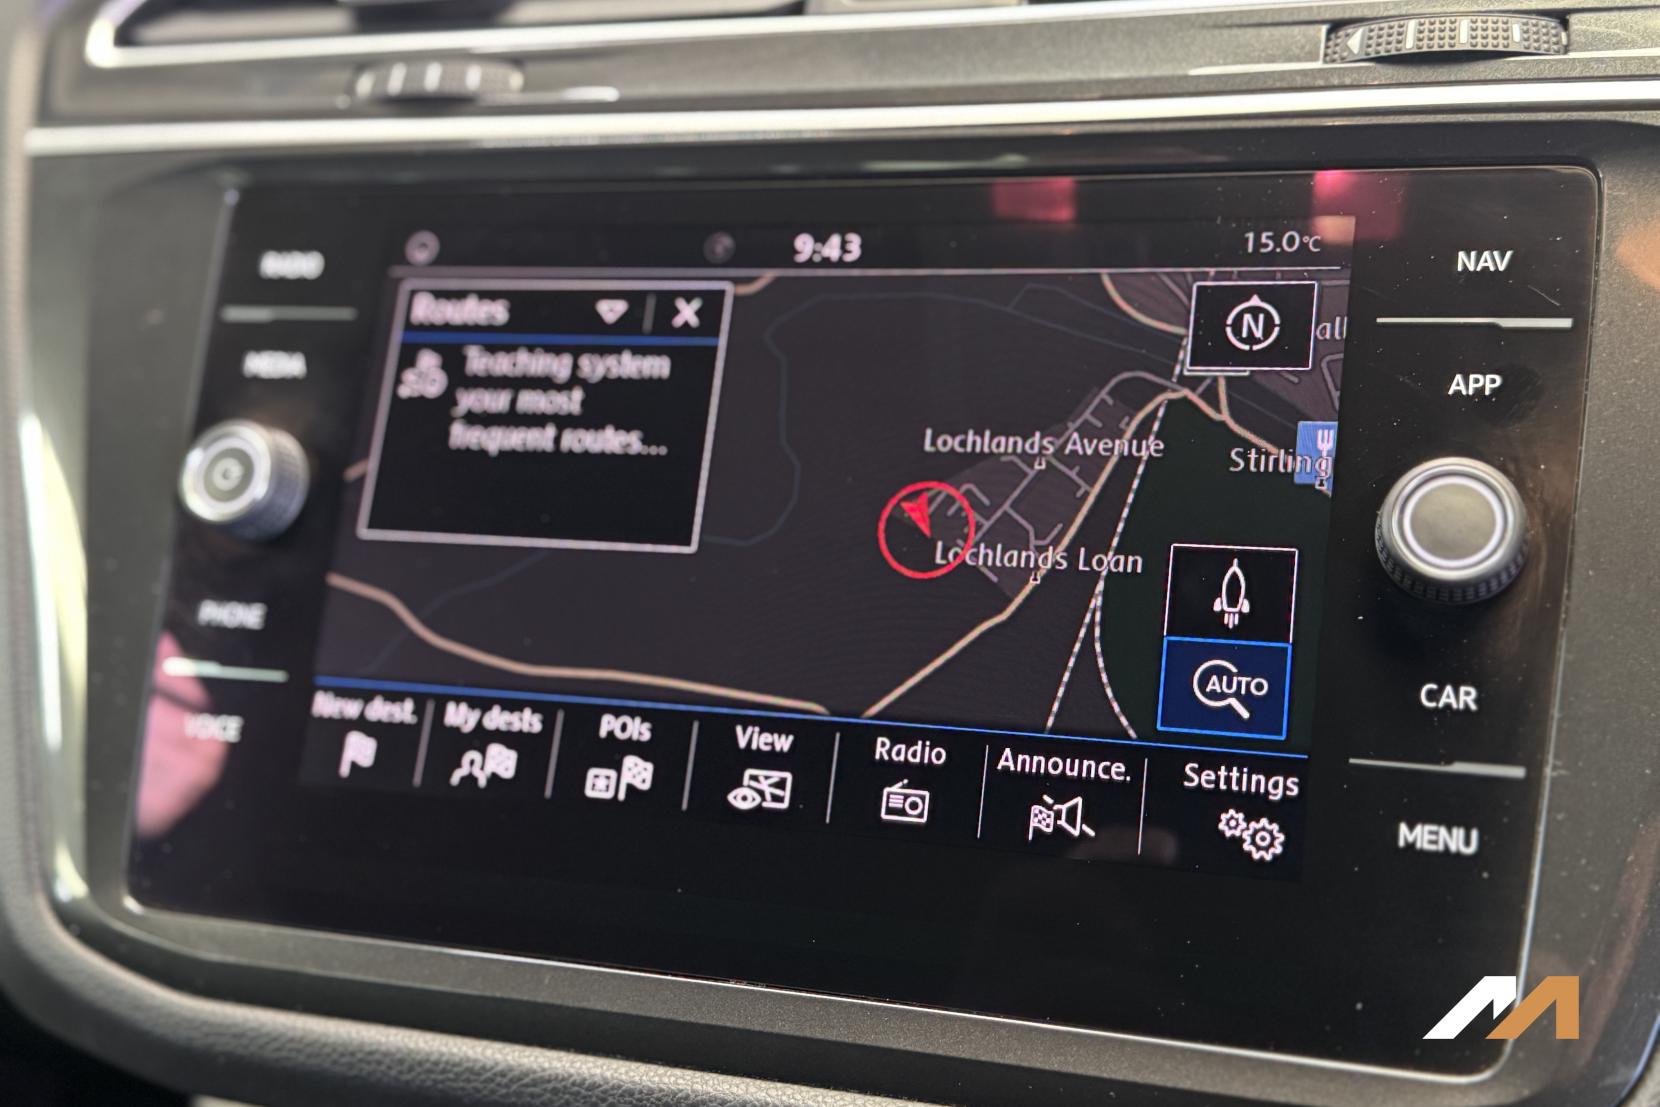 RADIO
MEDIA
PHONE
VOICE
9:43
15.0°C
Routes
Teaching system
your most
frequent routes...
N
Lochlands Avenue
Stirling
Lochlands Loan
AUTO
New dest.
My dests
POIs
View
Radio
Announce.
Settings
NAV
APP
CAR
MENU